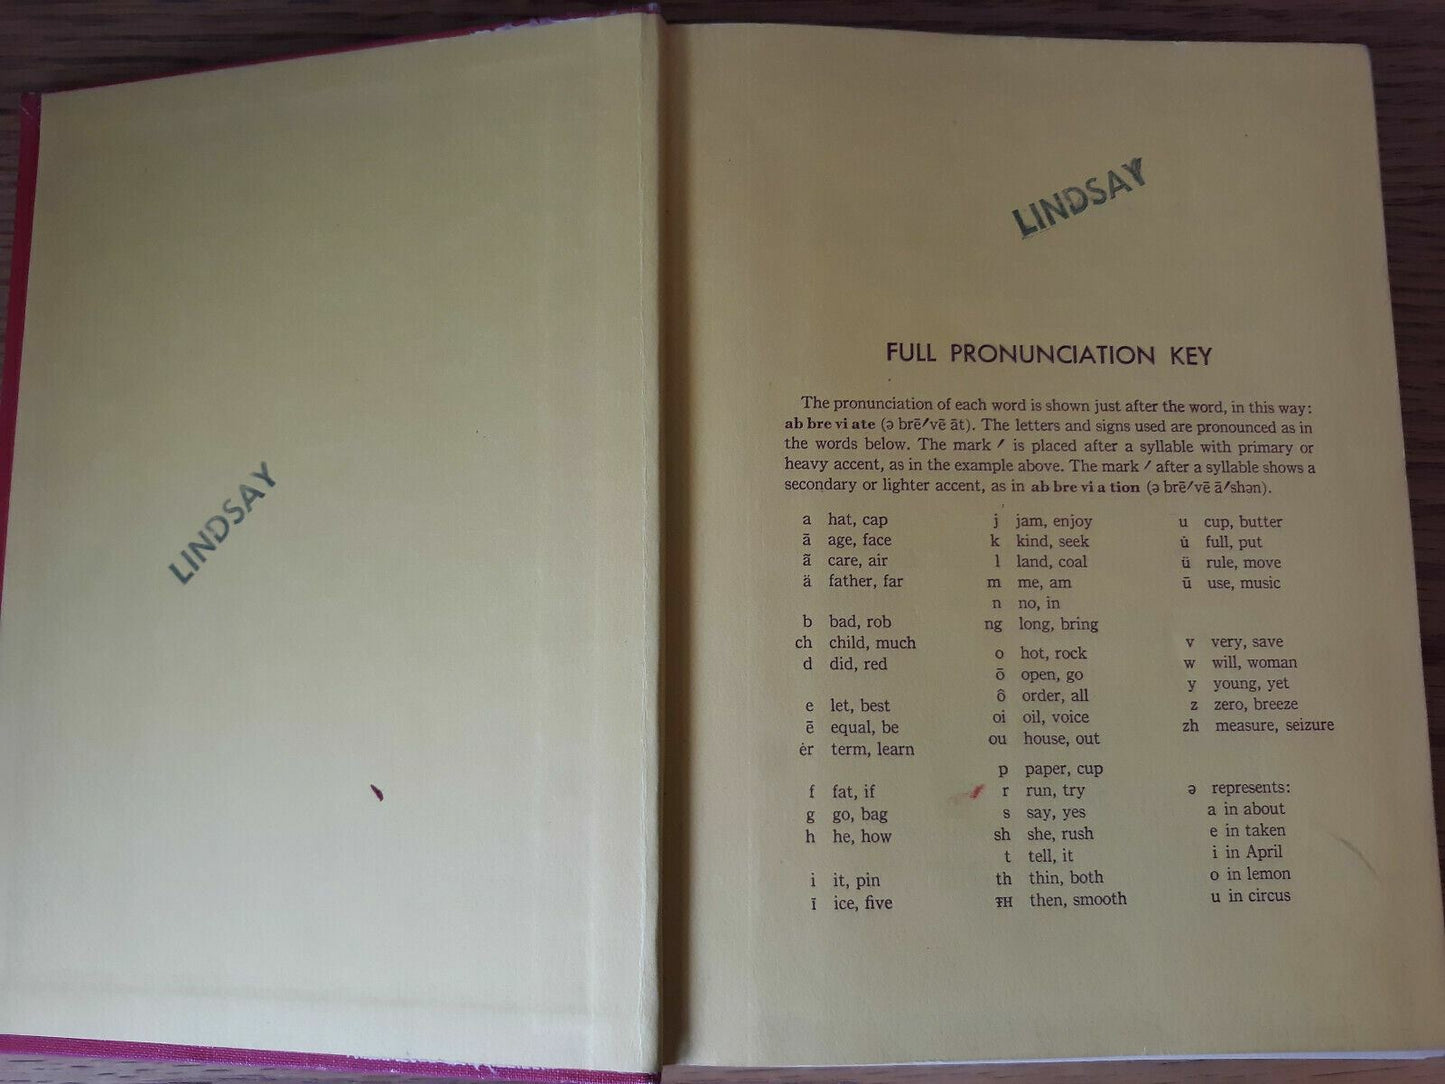 LINDSAY
LINDSAY
FULL PRONUNCIATION KEY
The pronunciation of each word is shown just after the word, in this way:
ab bre vi ate (ə brē′vē āt). The letters and signs used are pronounced as in
the words below. The mark ′ is placed after a syllable with primary or
heavy accent, as in the example above. The mark ′ after a syllable shows a
secondary or lighter accent, as in ab bre vi a tion (ə brē′vē ā′shən).
a hat, cap
ā age, face
ã care, air
ä father, far
b bad, rob
ch child, much
d did, red
e let, best
ē equal, be
ėr term, learn
f fat, if
g go, bag
h he, how
i it, pin
ī ice, five
j jam, enjoy
k kind, seek
l land, coal
m me, am
n no, in
ng long, bring
o hot, rock
ō open, go
ô order, all
oi oil, voice
ou house, out
p paper, cup
r run, try
s say, yes
sh she, rush
t tell, it
th thin, both
ŦH then, smooth
u cup, butter
u̇ full, put
ü rule, move
ū use, music
v very, save
w will, woman
y young, yet
z zero, breeze
zh measure, seizure
ə represents:
a in about
e in taken
i in April
o in lemon
u in circus